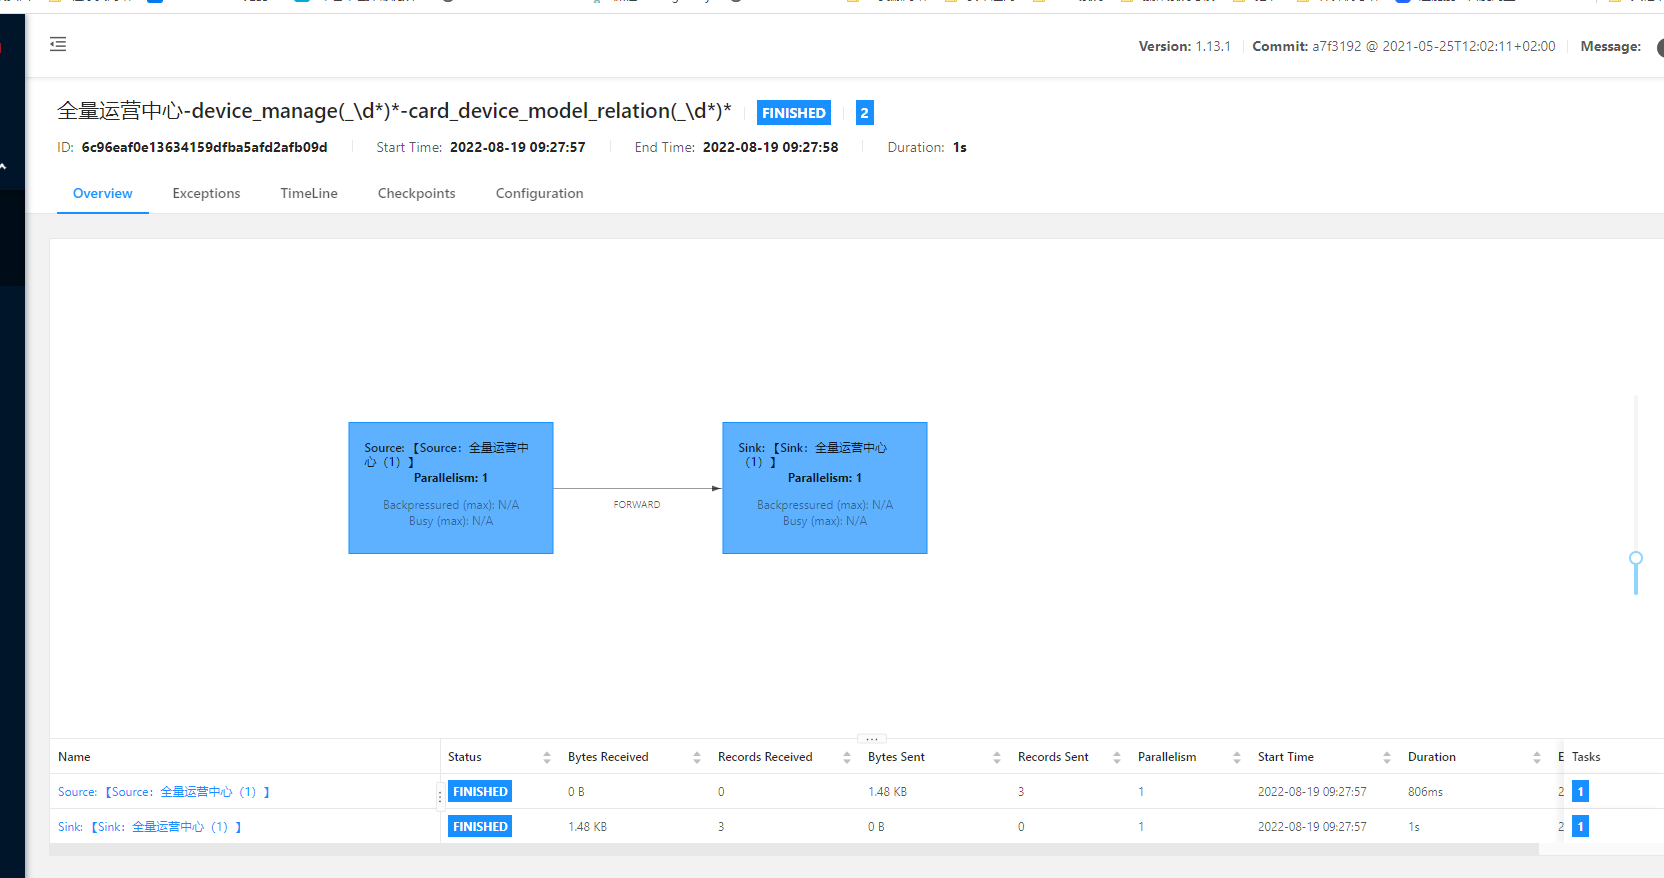 Version: 1.13.1 Commit: a7f3192 @ 2021-05-25T12:02:11+02:00 Message:
全量运营中心-device_manage(_\d*)*-card_device_model_relation(_\d*)* FINISHED 2
ID: 6c96eaf0e13634159dfba5afd2afb09d Start Time: 2022-08-19 09:27:57 End Time: 2022-08-19 09:27:58 Duration: 1s
Overview Exceptions TimeLine Checkpoints Configuration
Source: 【Source：全量运营中
心（1）】
Parallelism: 1
Backpressured (max): N/A
Busy (max): N/A
FORWARD
Sink: 【Sink：全量运营中心
（1）】
Parallelism: 1
Backpressured (max): N/A
Busy (max): N/A
Name Status Bytes Received Records Received Bytes Sent Records Sent Parallelism Start Time Duration E Tasks
Source: 【Source：全量运营中心（1）】 FINISHED 0 B 0 1.48 KB 3 1 2022-08-19 09:27:57 806ms 2 1
Sink: 【Sink：全量运营中心（1）】 FINISHED 1.48 KB 3 0 B 0 1 2022-08-19 09:27:57 1s 2 1